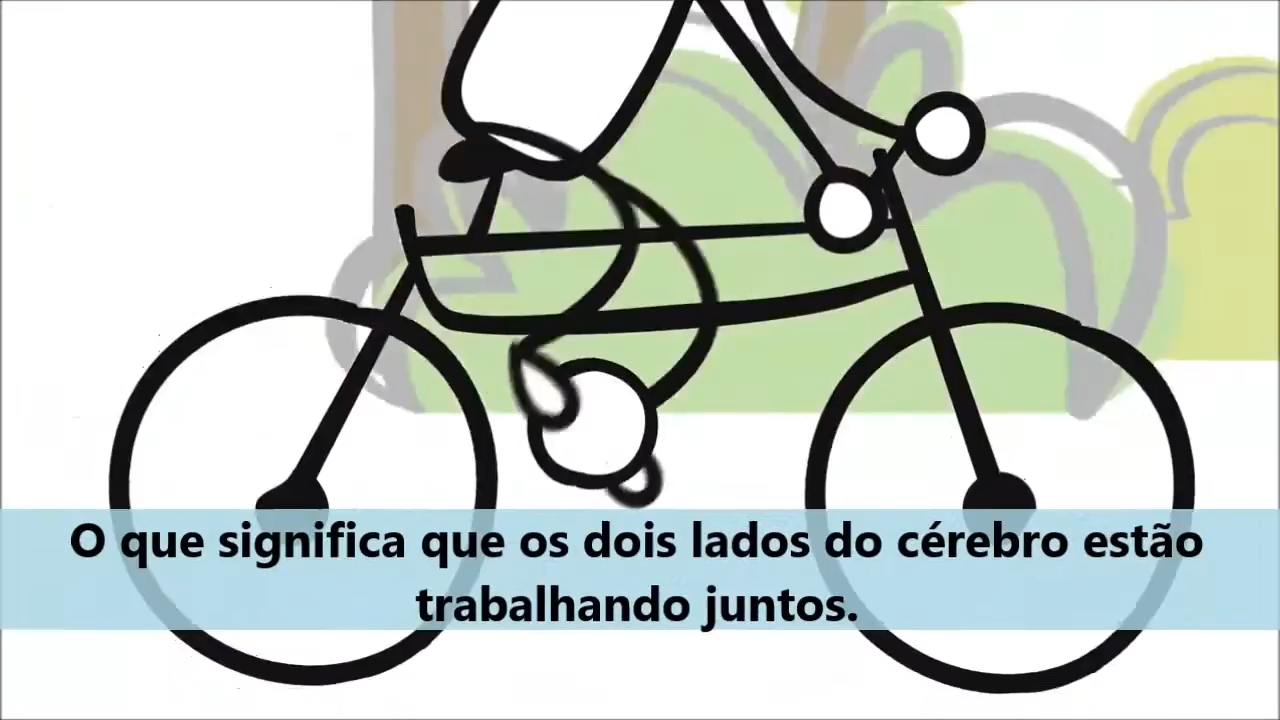 O que significa que os dois lados do cérebro estão
trabalhando juntos.